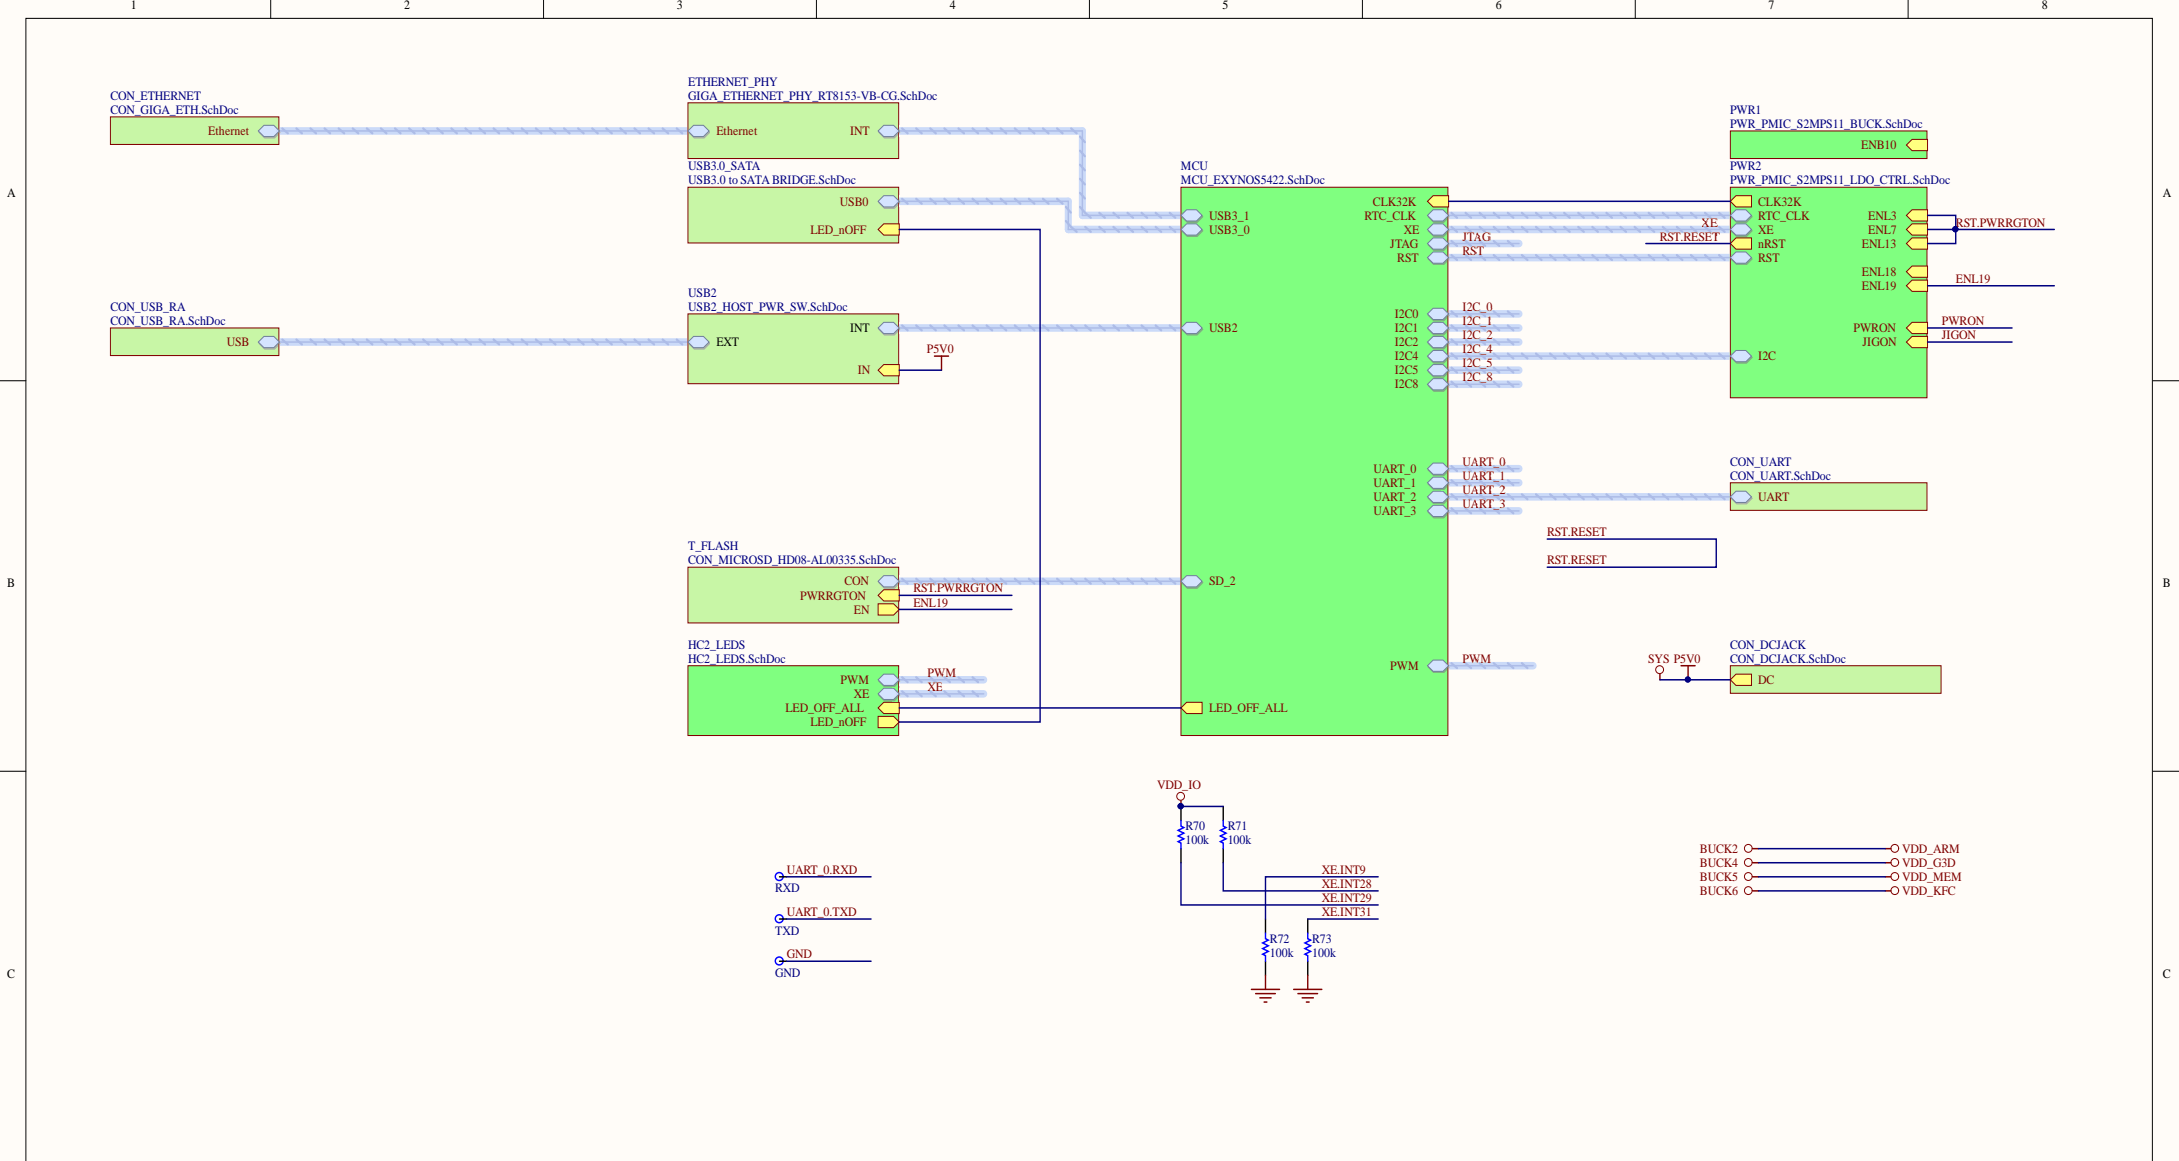 1 2 3 4 5 6 7 8
A A
B B
C C
CON_ETHERNET
CON_GIGA_ETH.SchDoc
Ethernet
ETHERNET_PHY
GIGA_ETHERNET_PHY_RT8153-VB-CG.SchDoc
Ethernet INT
USB3.0_SATA
USB3.0 to SATA BRIDGE.SchDoc
USB0
LED_nOFF
CON_USB_RA
CON_USB_RA.SchDoc
USB
USB2
USB2_HOST_PWR_SW.SchDoc
INT
EXT
IN
P5V0
T_FLASH
CON_MICROSD_HD08-AL00335.SchDoc
CON
PWRRGTON RST.PWRRGTON
EN ENL19
HC2_LEDS
HC2_LEDS.SchDoc
PWM PWM
XE XE
LED_OFF_ALL
LED_nOFF
MCU
MCU_EXYNOS5422.SchDoc
USB3_1
USB3_0
USB2
SD_2
LED_OFF_ALL
CLK32K
RTC_CLK
XE
JTAG JTAG
RST RST
I2C0 I2C_0
I2C1 I2C_1
I2C2 I2C_2
I2C4 I2C_4
I2C5 I2C_5
I2C8 I2C_8
UART_0 UART_0
UART_1 UART_1
UART_2 UART_2
UART_3 UART_3
PWM PWM
PWR1
PWR_PMIC_S2MPS11_BUCK.SchDoc
ENB10
PWR2
PWR_PMIC_S2MPS11_LDO_CTRL.SchDoc
CLK32K
RTC_CLK ENL3
XE XE ENL7 RST.PWRRGTON
RST.RESET nRST ENL13
RST
ENL18
ENL19 ENL19
PWRON PWRON
JIGON JIGON
I2C
CON_UART
CON_UART.SchDoc
UART
RST.RESET
RST.RESET
CON_DCJACK
CON_DCJACK.SchDoc
SYS P5V0
DC
VDD_IO
R70 R71
100k 100k
XE.INT9
XE.INT28
XE.INT29
XE.INT31
R72 R73
100k 100k
UART_0.RXD
RXD
UART_0.TXD
TXD
GND
GND
BUCK2 VDD_ARM
BUCK4 VDD_G3D
BUCK5 VDD_MEM
BUCK6 VDD_KFC